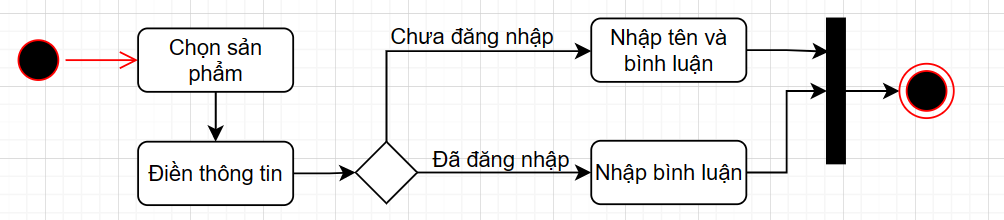 Chọn sản
phẩm
Điền thông tin
Chưa đăng nhập
Nhập tên và
bình luận
Đã đăng nhập
Nhập bình luận